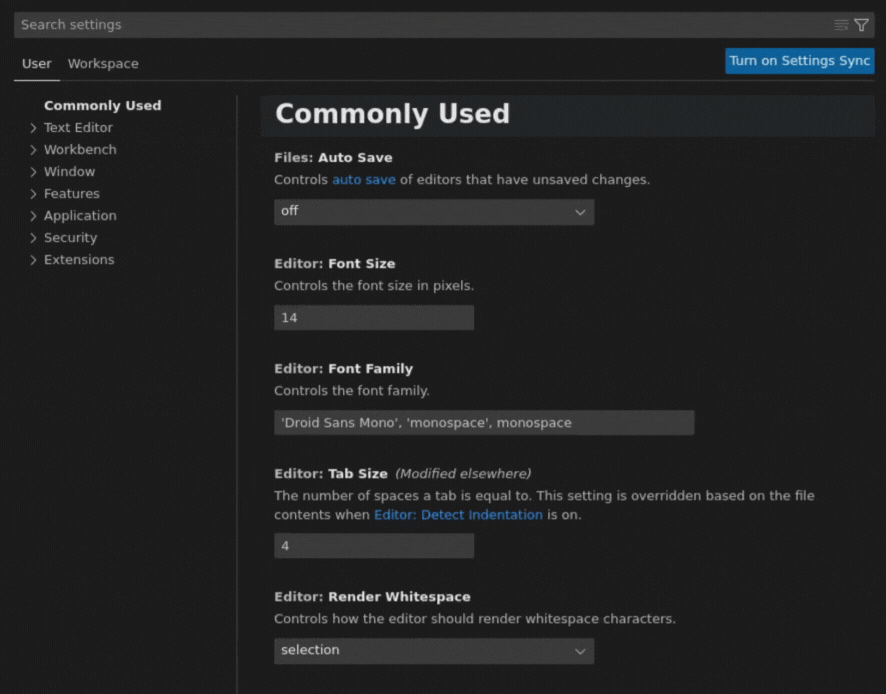 Search settings
User Workspace Turn on Settings Sync
Commonly Used
Text Editor
Workbench
Window
Features
Application
Security
Extensions
Commonly Used
Files: Auto Save
Controls auto save of editors that have unsaved changes.
off
Editor: Font Size
Controls the font size in pixels.
14
Editor: Font Family
Controls the font family.
'Droid Sans Mono', 'monospace', monospace
Editor: Tab Size (Modified elsewhere)
The number of spaces a tab is equal to. This setting is overridden based on the file
contents when Editor: Detect Indentation is on.
4
Editor: Render Whitespace
Controls how the editor should render whitespace characters.
selection